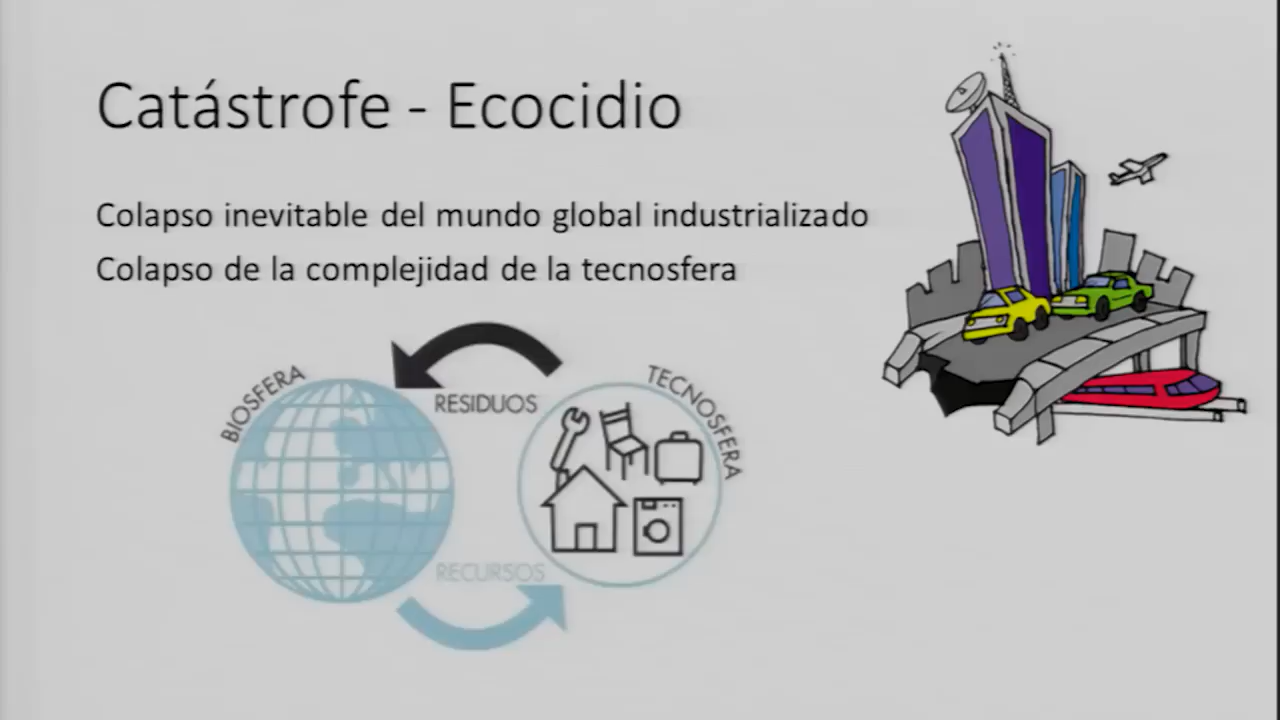 Catástrofe - Ecocidio
Colapso inevitable del mundo global industrializado
Colapso de la complejidad de la tecnosfera
BIOSFERA
RESIDUOS
TECNOSFERA
RECURSOS